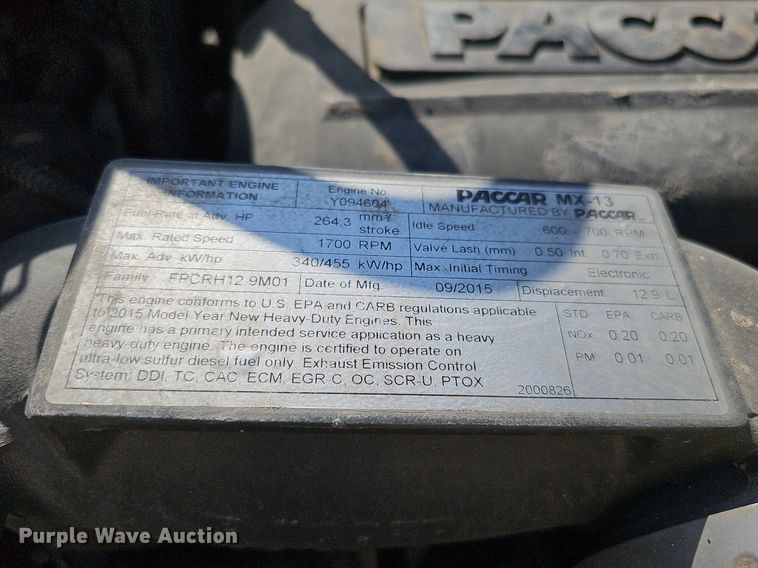 PACC
IMPORTANT ENGINE INFORMATION
Engine No. Y094604
PACCAR MX-13
MANUFACTURED BY PACCAR
Fuel Rate at Adv. HP 264.3 mm³/stroke
Idle Speed 600 - 700 RPM
Max. Rated Speed 1700 RPM
Valve Lash (mm) 0.50 Int 0.70 Exh
Max. Adv kW/hp 340/455 kW/hp
Max. Initial Timing Electronic
Family FPCRH12.9M01 Date of Mfg. 09/2015 Displacement 12.9 L
This engine conforms to U.S. EPA and CARB regulations applicable
to 2015 Model Year New Heavy-Duty Engines. This
engine has a primary intended service application as a heavy
heavy-duty engine. The engine is certified to operate on
ultra-low sulfur diesel fuel only. Exhaust Emission Control
System: DDI, TC, CAC, ECM, EGR-C, OC, SCR-U, PTOX
STD EPA CARB
NOx 0.20 0.20
PM 0.01 0.01
2000826
Purple Wave Auction